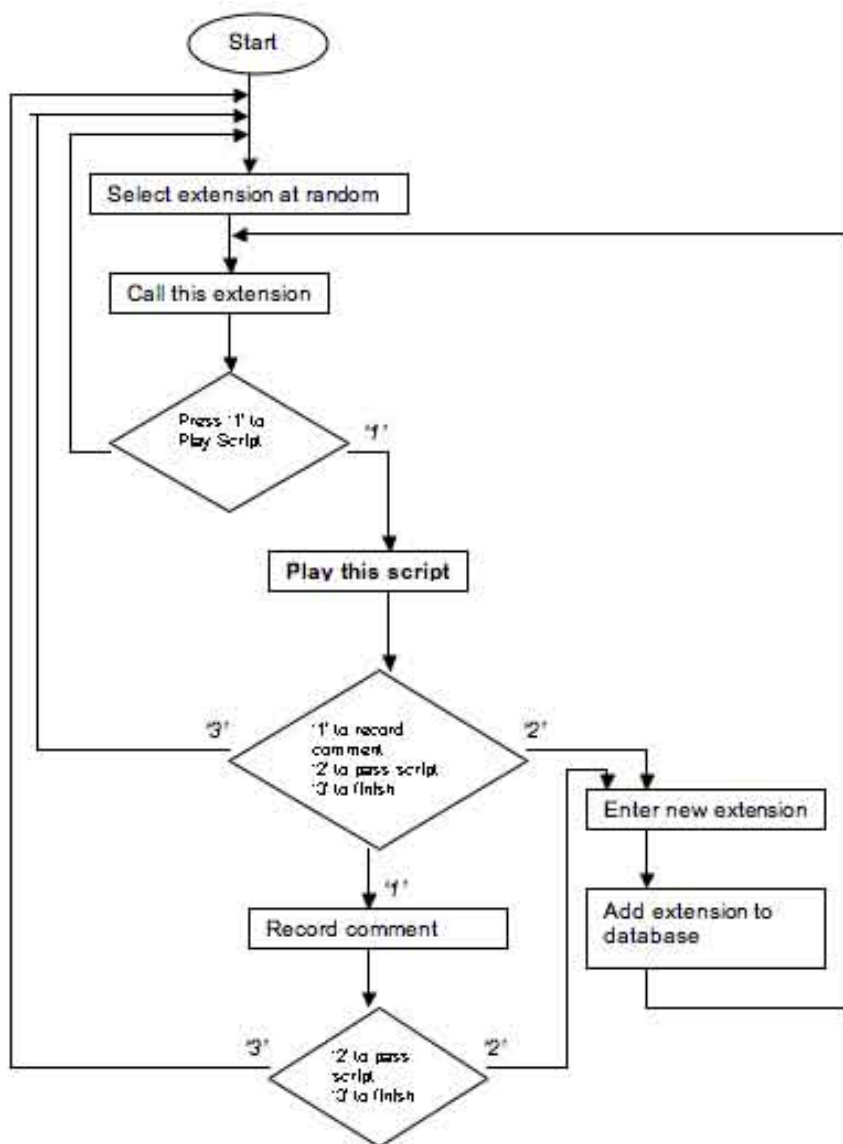 Start
Select extension at random
Call this extension
Press '1' to
Play Script
'1'
Play this script
'3'
'1' to record
comment
'2' to pass script
'3' to finish
'2'
Enter new extension
'1'
Record comment
Add extension to
database
'3'
'2' to pass
script
'3' to finish
'2'